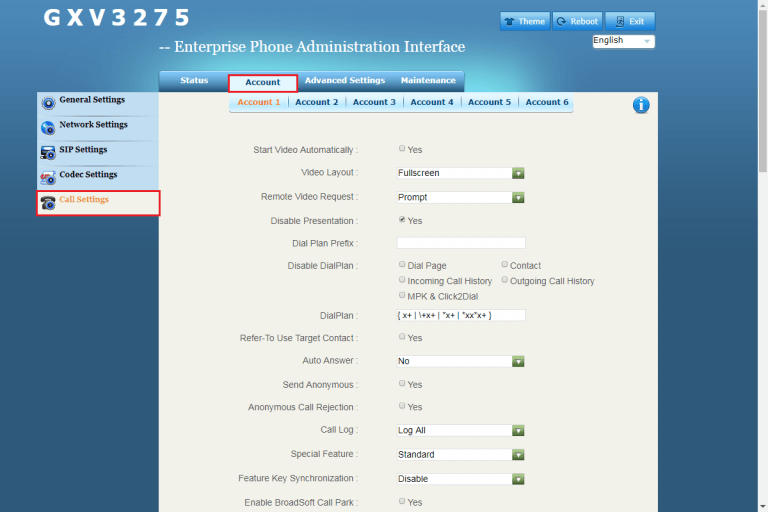 GXV3275
Theme Reboot Exit
-- Enterprise Phone Administration Interface
English
Status Account Advanced Settings Maintenance
General Settings
Network Settings
SIP Settings
Codec Settings
Call Settings
Account 1 Account 2 Account 3 Account 4 Account 5 Account 6
Start Video Automatically : Yes
Video Layout : Fullscreen
Remote Video Request : Prompt
Disable Presentation : Yes
Dial Plan Prefix :
Disable DialPlan : Dial Page Contact
Incoming Call History Outgoing Call History
MPK & Click2Dial
DialPlan : { x+ | \+x+ | *x+ | *xx*x+ }
Refer-To Use Target Contact : Yes
Auto Answer : No
Send Anonymous : Yes
Anonymous Call Rejection : Yes
Call Log : Log All
Special Feature : Standard
Feature Key Synchronization : Disable
Enable BroadSoft Call Park : Yes